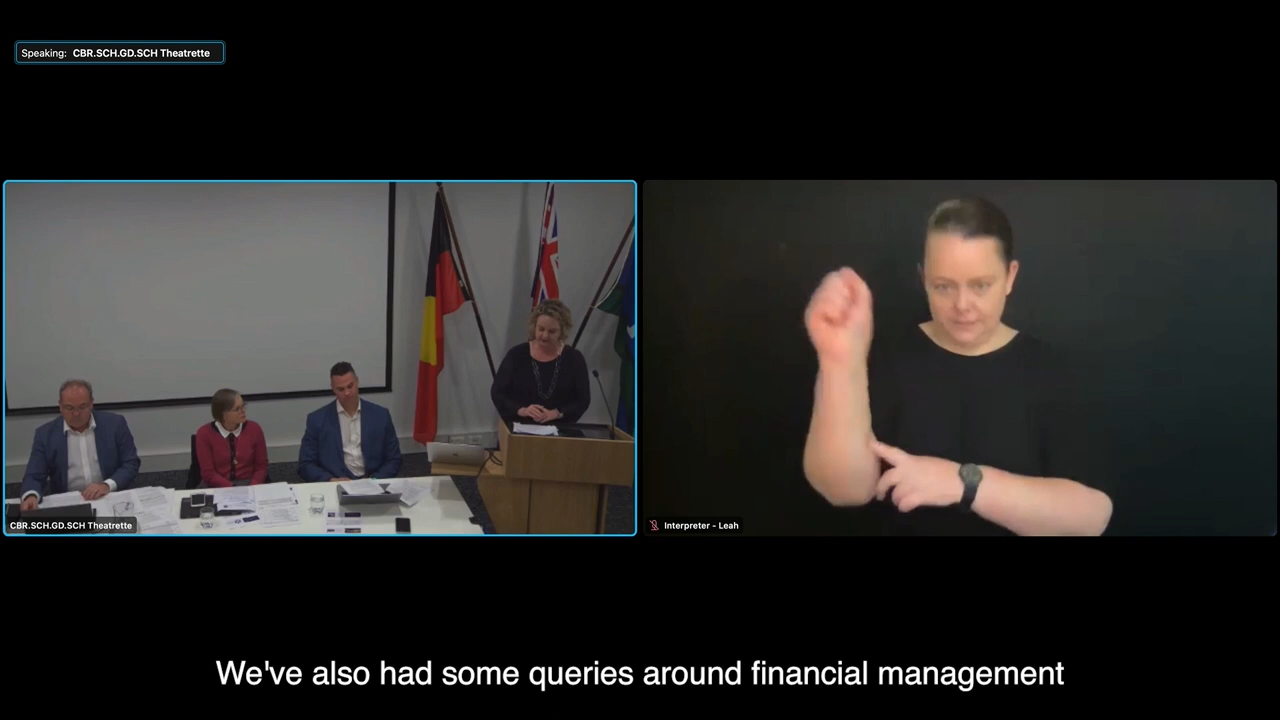 Speaking: CBR.SCH.GD.SCH Theatrette
CBR.SCH.GD.SCH Theatrette
Interpreter - Leah
We've also had some queries around financial management